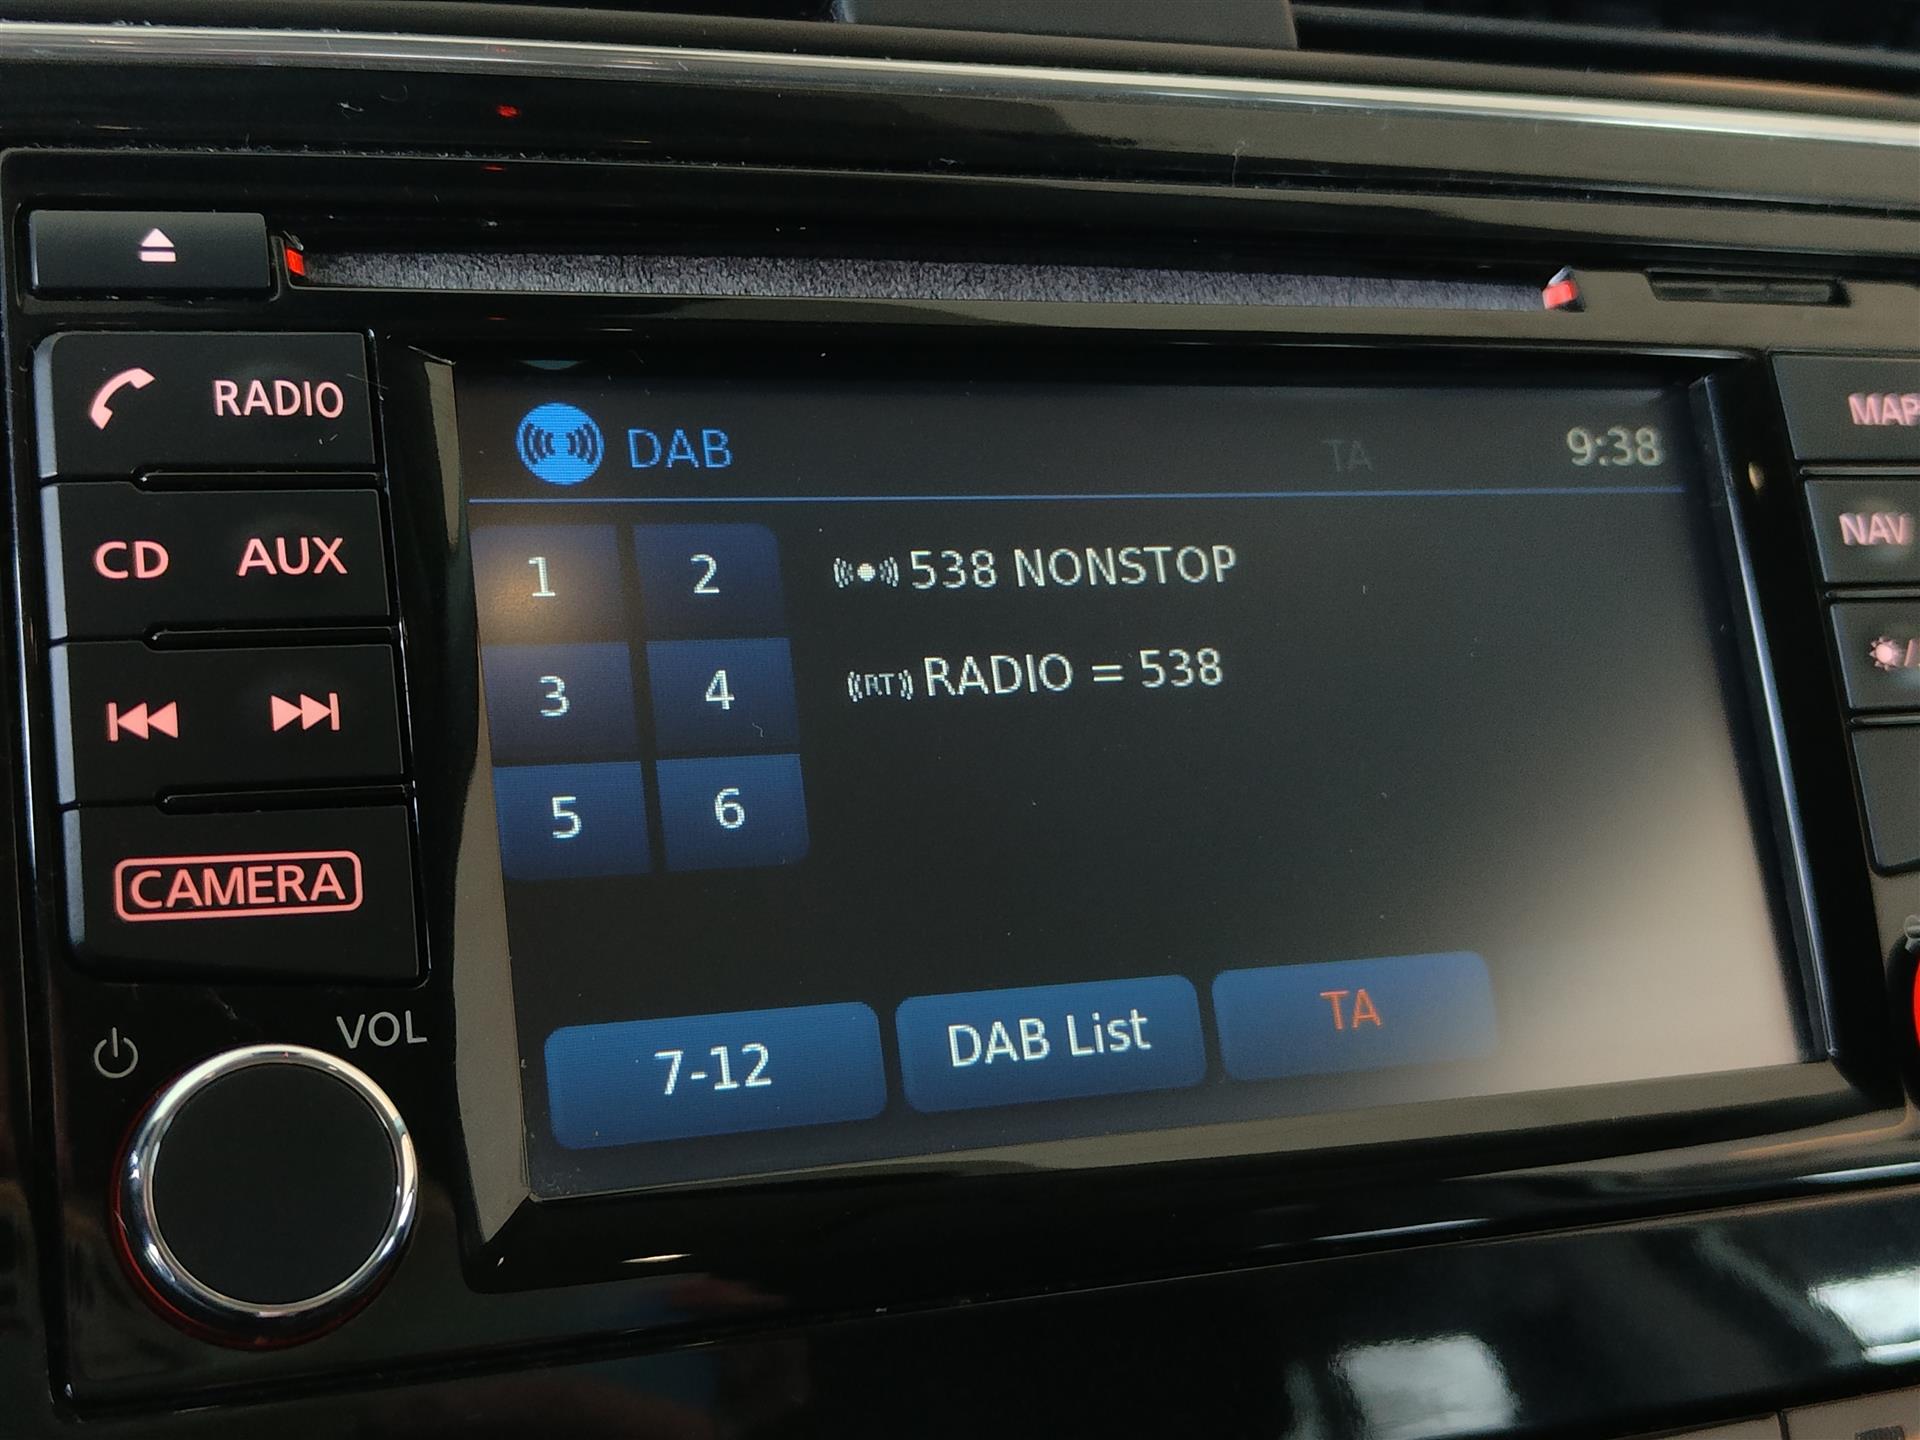 RADIO
MAP
DAB
TA
9:38
CD
AUX
NAV
1
2
538 NONSTOP
3
4
RT RADIO = 538
5
6
CAMERA
7-12
DAB List
TA
VOL